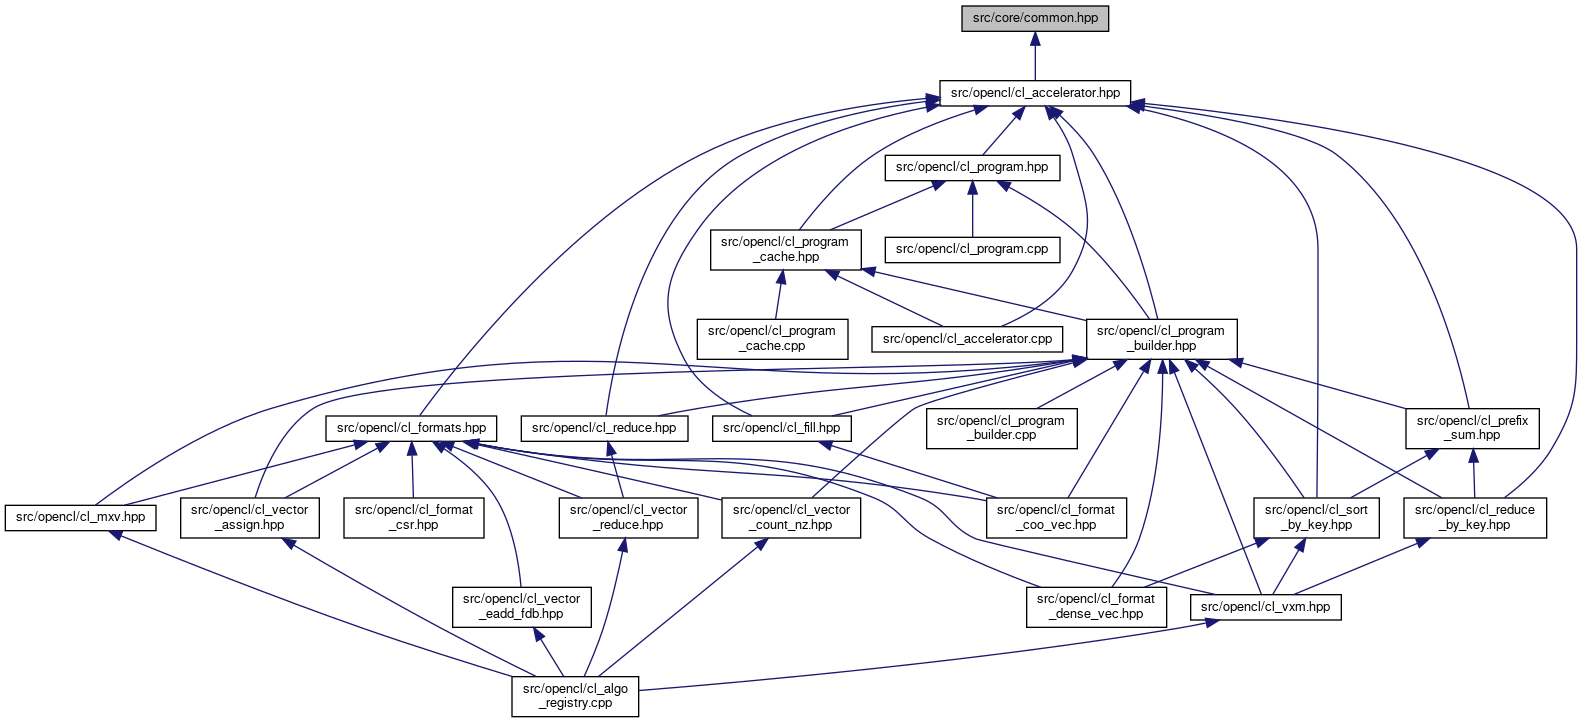 src/core/common.hpp
src/opencl/cl_accelerator.hpp
src/opencl/cl_program.hpp
src/opencl/cl_program
_cache.hpp
src/opencl/cl_program.cpp
src/opencl/cl_program
_cache.cpp
src/opencl/cl_accelerator.cpp
src/opencl/cl_program
_builder.hpp
src/opencl/cl_formats.hpp
src/opencl/cl_reduce.hpp
src/opencl/cl_fill.hpp
src/opencl/cl_program
_builder.cpp
src/opencl/cl_prefix
_sum.hpp
src/opencl/cl_mxv.hpp
src/opencl/cl_vector
_assign.hpp
src/opencl/cl_format
_csr.hpp
src/opencl/cl_vector
_reduce.hpp
src/opencl/cl_vector
_count_nz.hpp
src/opencl/cl_format
_coo_vec.hpp
src/opencl/cl_sort
_by_key.hpp
src/opencl/cl_reduce
_by_key.hpp
src/opencl/cl_vector
_eadd_fdb.hpp
src/opencl/cl_format
_dense_vec.hpp
src/opencl/cl_vxm.hpp
src/opencl/cl_algo
_registry.cpp